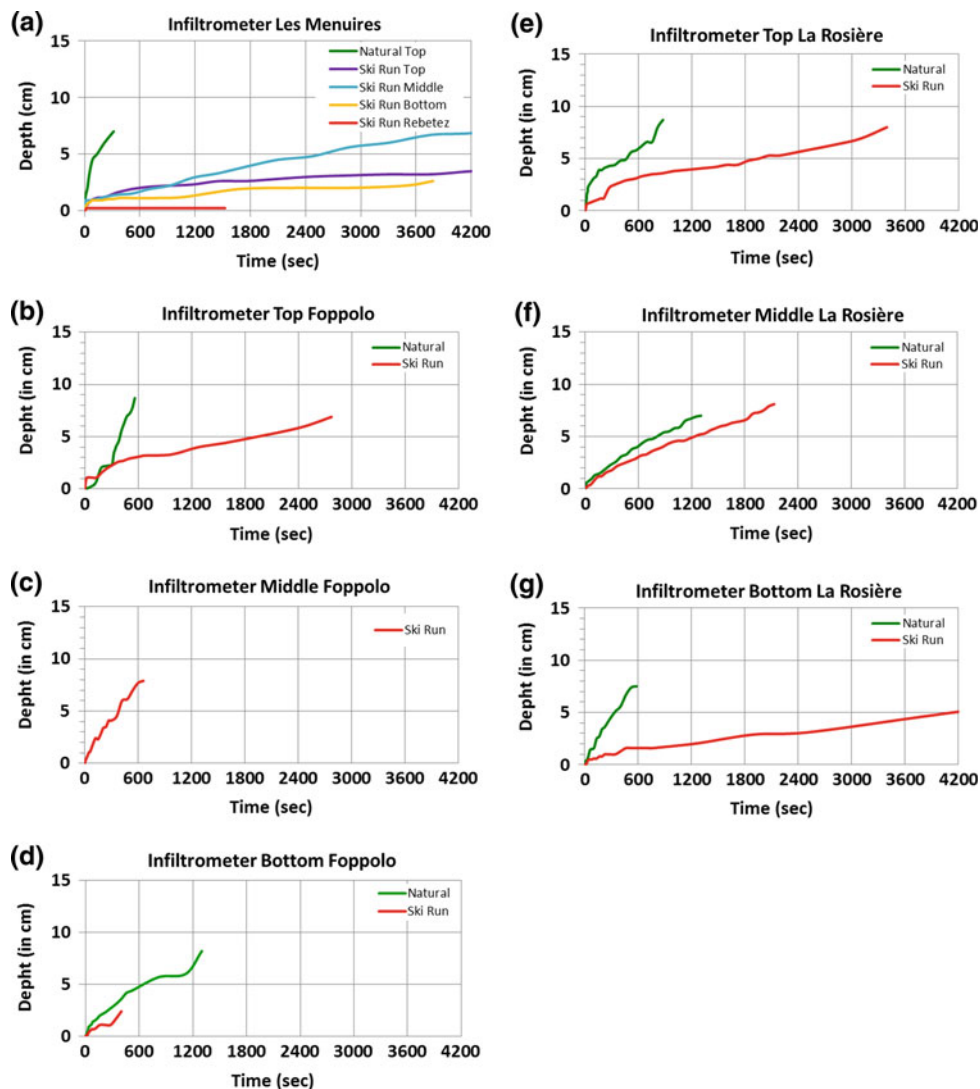 (a)
Infiltrometer Les Menuires
15
10
5
0
Depth (cm)
Natural Top
Ski Run Top
Ski Run Middle
Ski Run Bottom
Ski Run Rebetez
0 600 1200 1800 2400 3000 3600 4200
Time (sec)
(b)
Infiltrometer Top Foppolo
15
10
5
0
Depht (in cm)
Natural
Ski Run
0 600 1200 1800 2400 3000 3600 4200
Time (sec)
(c)
Infiltrometer Middle Foppolo
15
10
5
0
Depht (in cm)
Ski Run
0 600 1200 1800 2400 3000 3600 4200
Time (sec)
(d)
Infiltrometer Bottom Foppolo
15
10
5
0
Depht (in cm)
Natural
Ski Run
0 600 1200 1800 2400 3000 3600 4200
Time (sec)
(e)
Infiltrometer Top La Rosière
15
10
5
0
Depht (in cm)
Natural
Ski Run
0 600 1200 1800 2400 3000 3600 4200
Time (sec)
(f)
Infiltrometer Middle La Rosière
15
10
5
0
Depht (in cm)
Natural
Ski Run
0 600 1200 1800 2400 3000 3600 4200
Time (sec)
(g)
Infiltrometer Bottom La Rosière
15
10
5
0
Depht (in cm)
Natural
Ski Run
0 600 1200 1800 2400 3000 3600 4200
Time (sec)